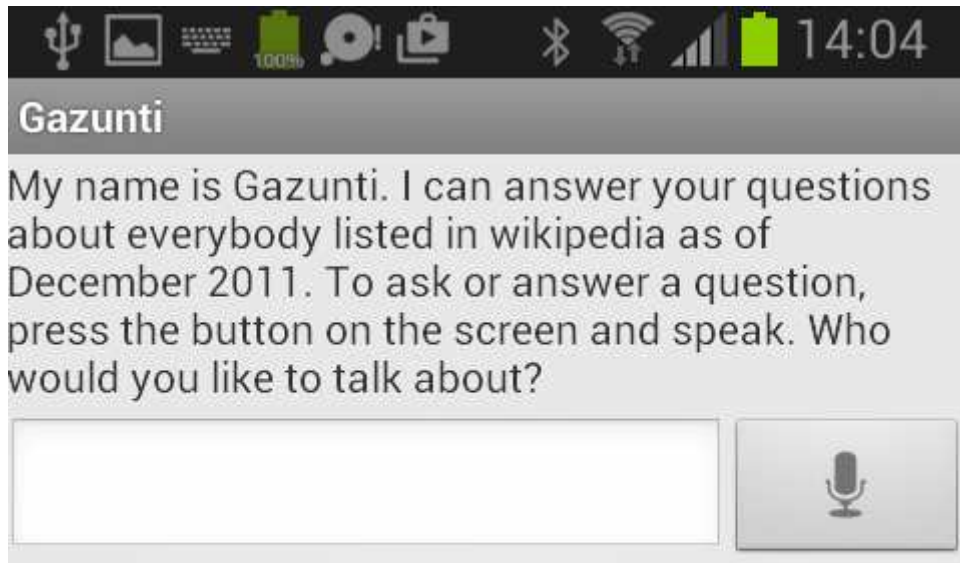 100% 14:04
Gazunti
My name is Gazunti. I can answer your questions
about everybody listed in wikipedia as of
December 2011. To ask or answer a question,
press the button on the screen and speak. Who
would you like to talk about?